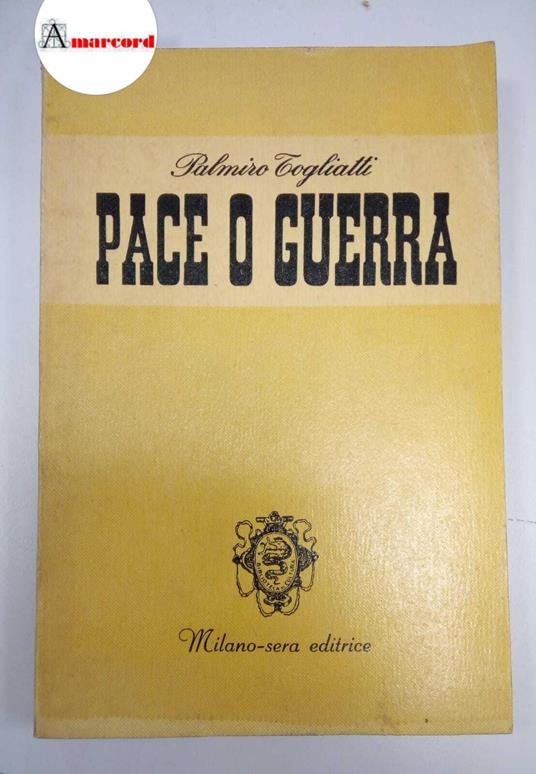 Amarcord
Palmiro Togliatti
PACE O GUERRA
Milano-sera editrice